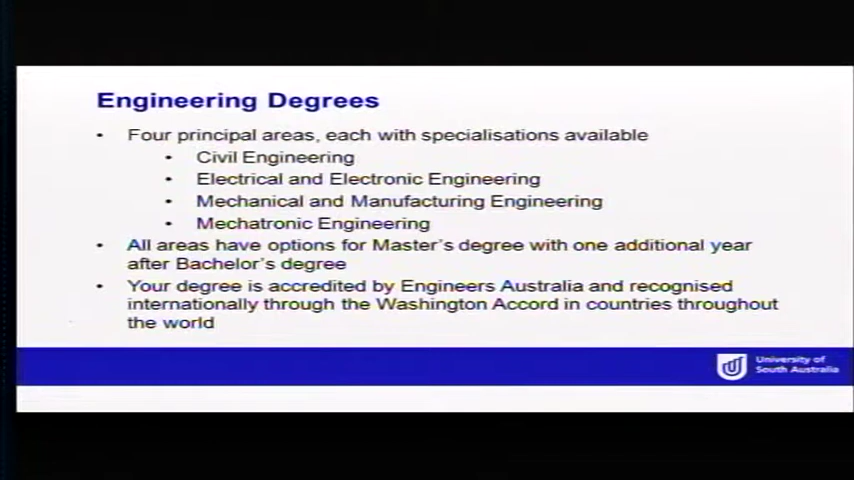 Engineering Degrees
• Four principal areas, each with specialisations available
• Civil Engineering
• Electrical and Electronic Engineering
• Mechanical and Manufacturing Engineering
• Mechatronic Engineering
• All areas have options for Master's degree with one additional year
after Bachelor's degree
• Your degree is accredited by Engineers Australia and recognised
internationally through the Washington Accord in countries throughout
the world
University of
South Australia